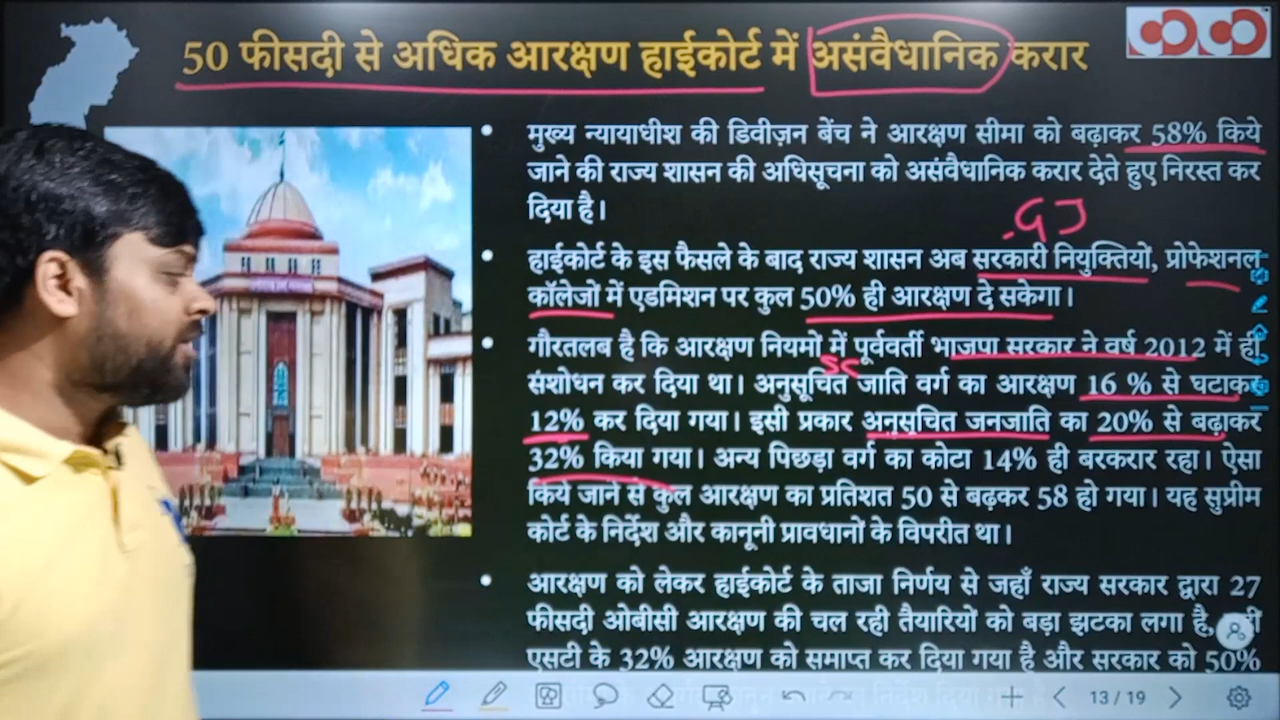 50 फीसदी से अधिक आरक्षण हाईकोर्ट में असंवैधानिक करार
मुख्य न्यायाधीश की डिवीज़न बेंच ने आरक्षण सीमा को बढ़ाकर 58% किये
जाने की राज्य शासन की अधिसूचना को असंवैधानिक करार देते हुए निरस्त कर
दिया है।
GJ
• हाईकोर्ट के इस फैसले के बाद राज्य शासन अब सरकारी नियुक्तियों, प्रोफेशनल
कॉलेजों में एडमिशन पर कुल 50% ही आरक्षण दे सकेगा।
• गौरतलब है कि आरक्षण नियमों में पूर्ववर्ती भाजपा सरकार ने वर्ष 2012 में ही
SC
संशोधन कर दिया था। अनुसूचित जाति वर्ग का आरक्षण 16 % से घटाकर
12% कर दिया गया। इसी प्रकार अनुसूचित जनजाति का 20% से बढ़ाकर
32% किया गया। अन्य पिछड़ा वर्ग का कोटा 14% ही बरकरार रहा। ऐसा
किये जाने से कुल आरक्षण का प्रतिशत 50 से बढ़कर 58 हो गया। यह सुप्रीम
कोर्ट के निर्देश और कानूनी प्रावधानों के विपरीत था।
• आरक्षण को लेकर हाईकोर्ट के ताजा निर्णय से जहाँ राज्य सरकार द्वारा 27
फीसदी ओबीसी आरक्षण की चल रही तैयारियों को बड़ा झटका लगा है,
एसटी के 32% आरक्षण को समाप्त कर दिया गया है और सरकार को 50%
13 / 19